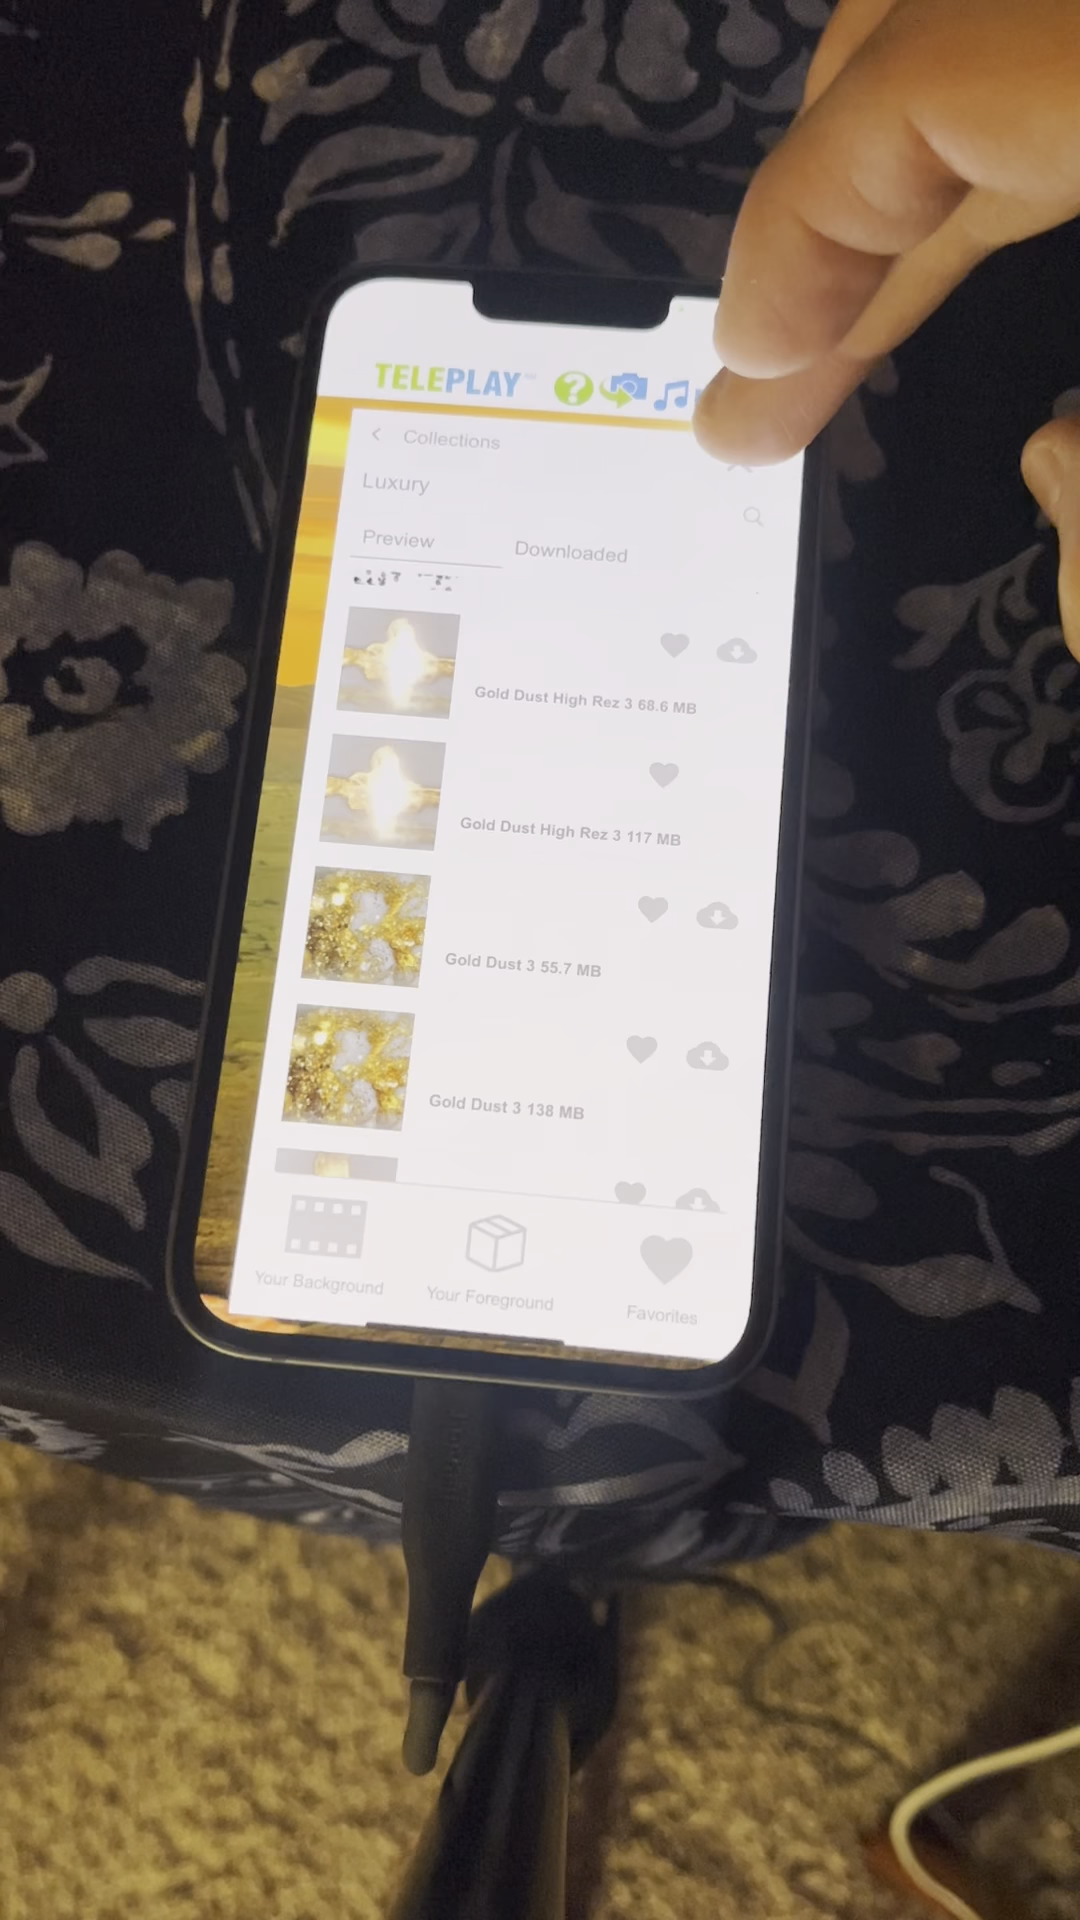 TELEPLAY
Collections
Luxury
Preview
Downloaded
Gold Dust High Rez 3 68.6 MB
Gold Dust High Rez 3 117 MB
Gold Dust 3 55.7 MB
Gold Dust 3 138 MB
Your Background
Your Foreground
Favorites